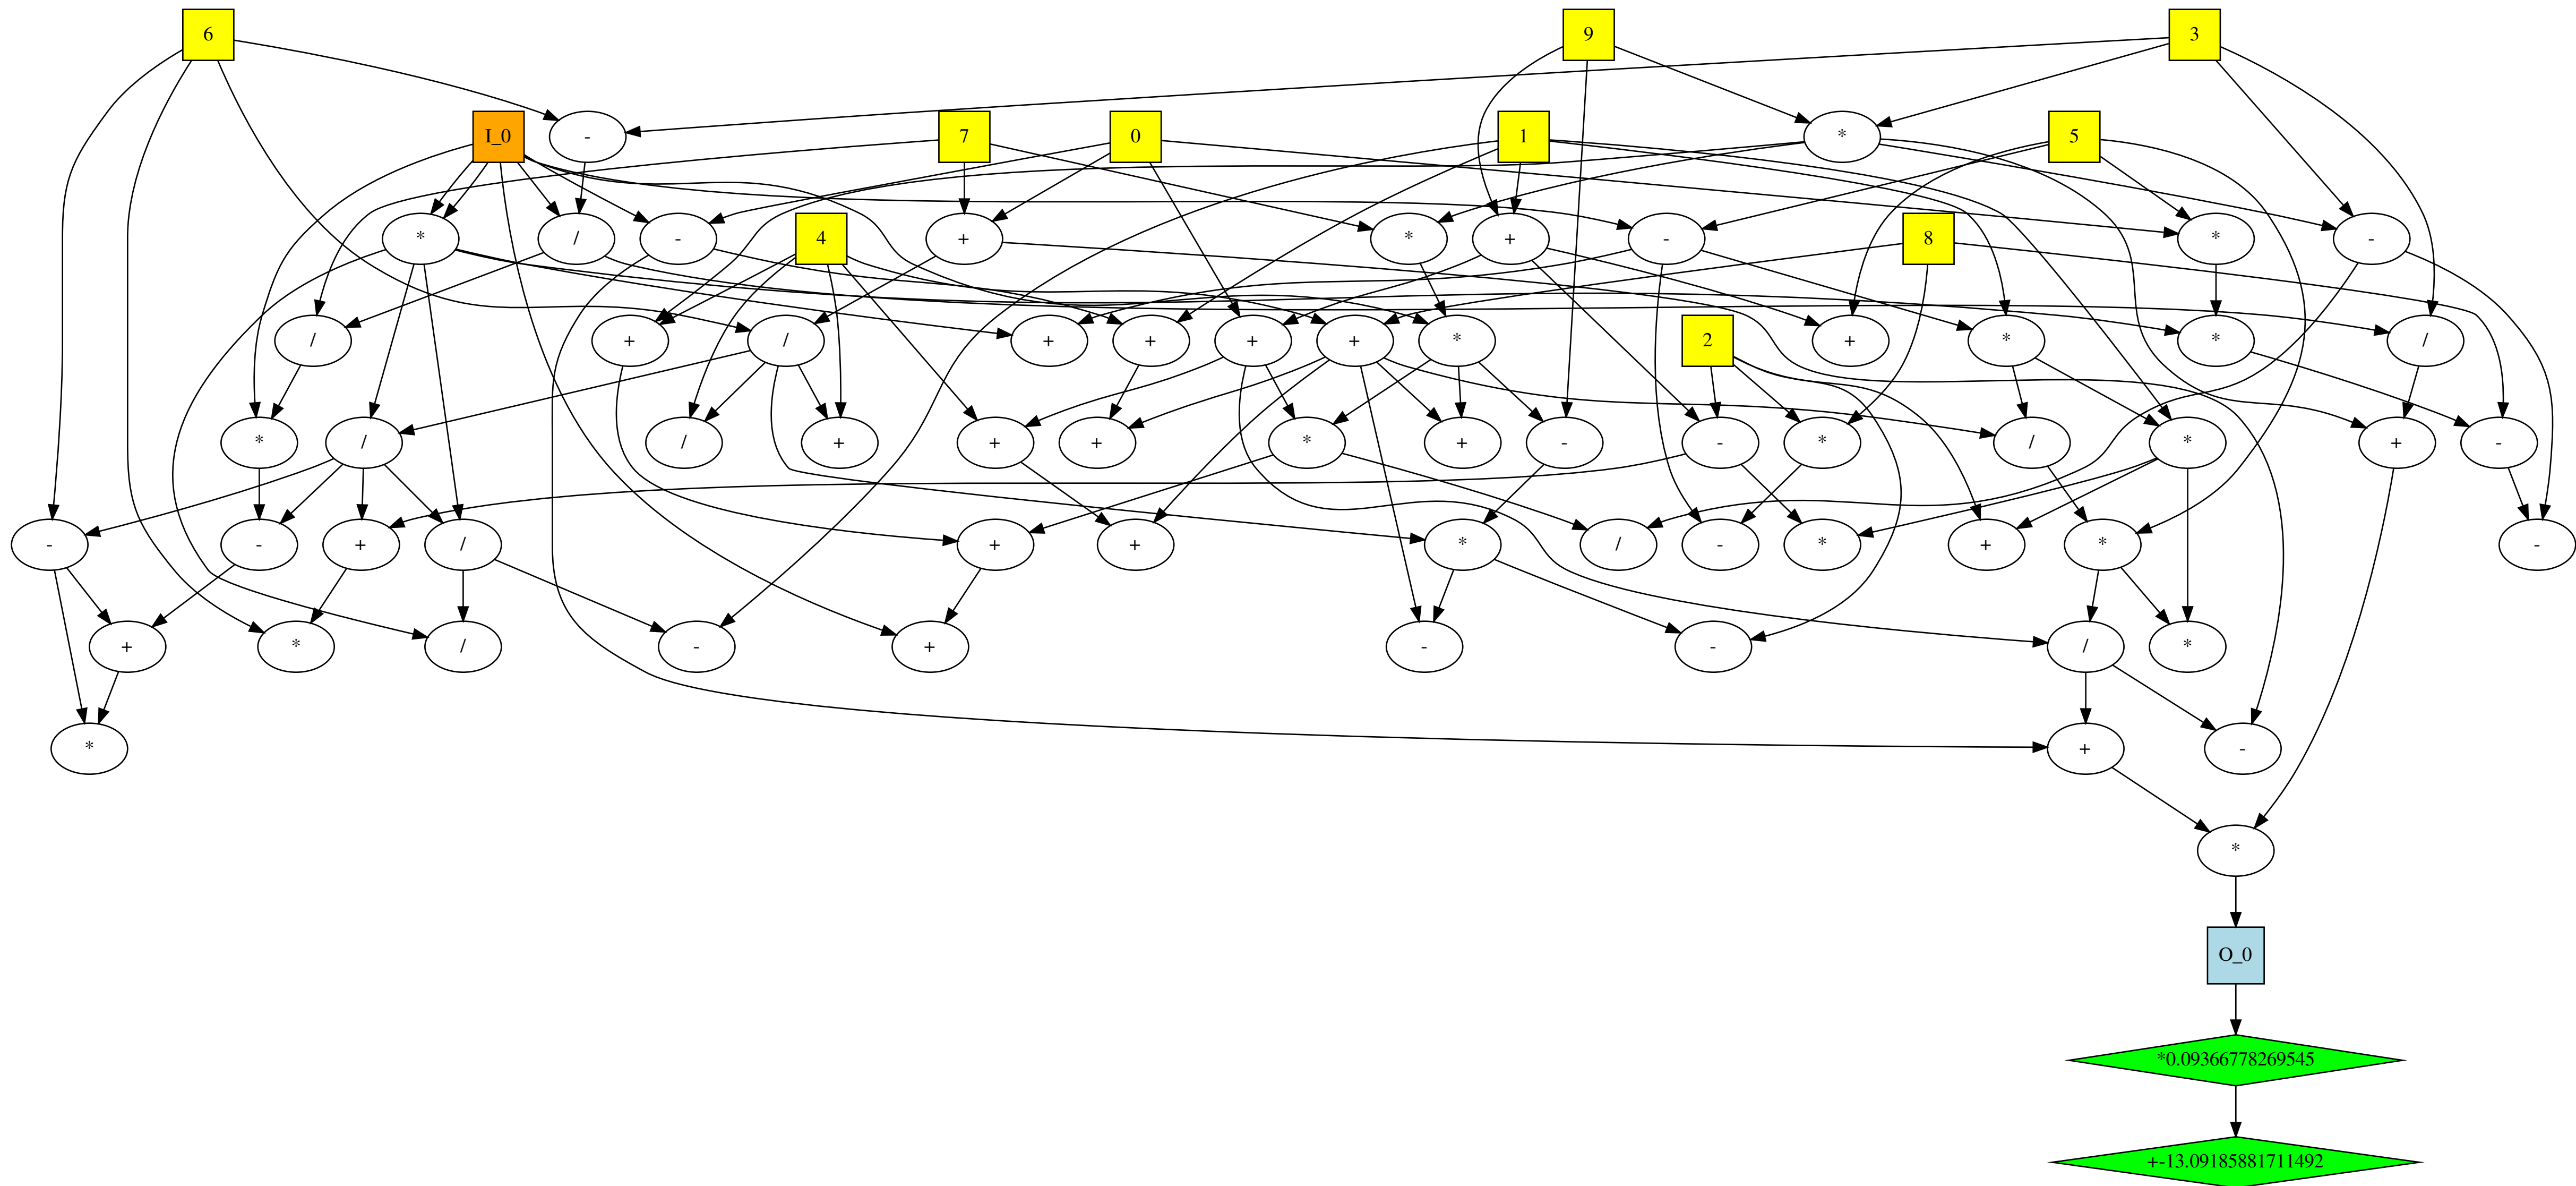 6 9 3
I_0 - 7 0 1 * 5
* / - 4 + * + - 8 * -
/ + / + + + + * 2 + * * /
* / / + + + * + - - * / * + -
- - + / + + * / - * + * -
+ * / - + - - / *
* + -
*
O_0
*0.09366778269545
+-13.09185881711492